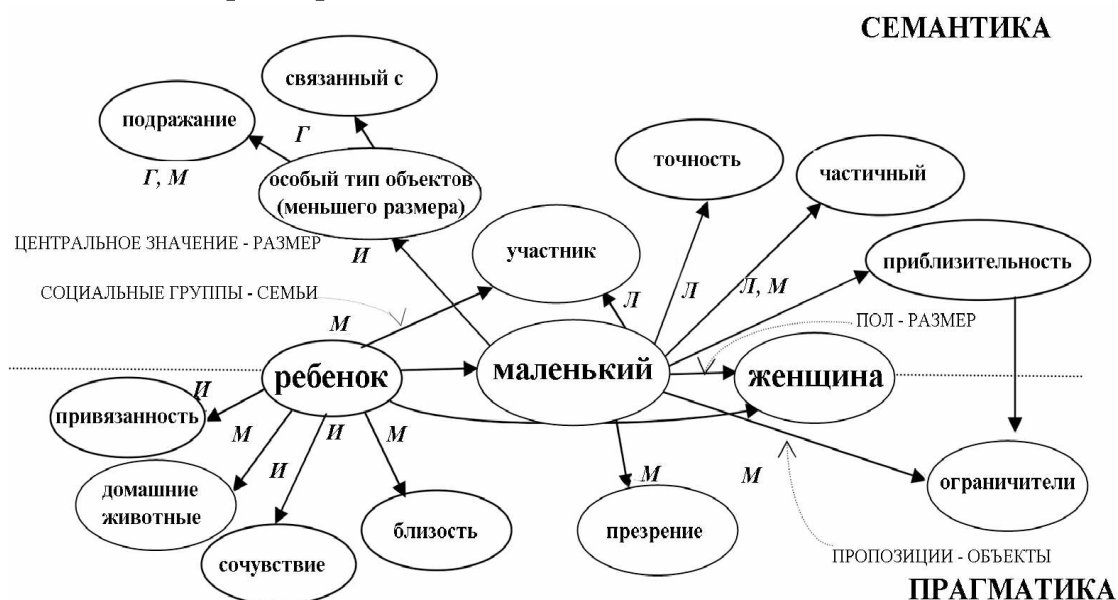 СЕМАНТИКА
связанный с
подражание
Г
Г, М
особый тип объектов
(меньшего размера)
точность
частичный
ЦЕНТРАЛЬНОЕ ЗНАЧЕНИЕ - РАЗМЕР
И
участник
приблизительность
СОЦИАЛЬНЫЕ ГРУППЫ - СЕМЬИ
Л
Л
Л, М
М
ПОЛ - РАЗМЕР
ребенок
маленький
женщина
привязанность
И
М
И
И
М
домашние
животные
сочувствие
близость
М
презрение
М
ограничители
ПРОПОЗИЦИИ - ОБЪЕКТЫ
ПРАГМАТИКА